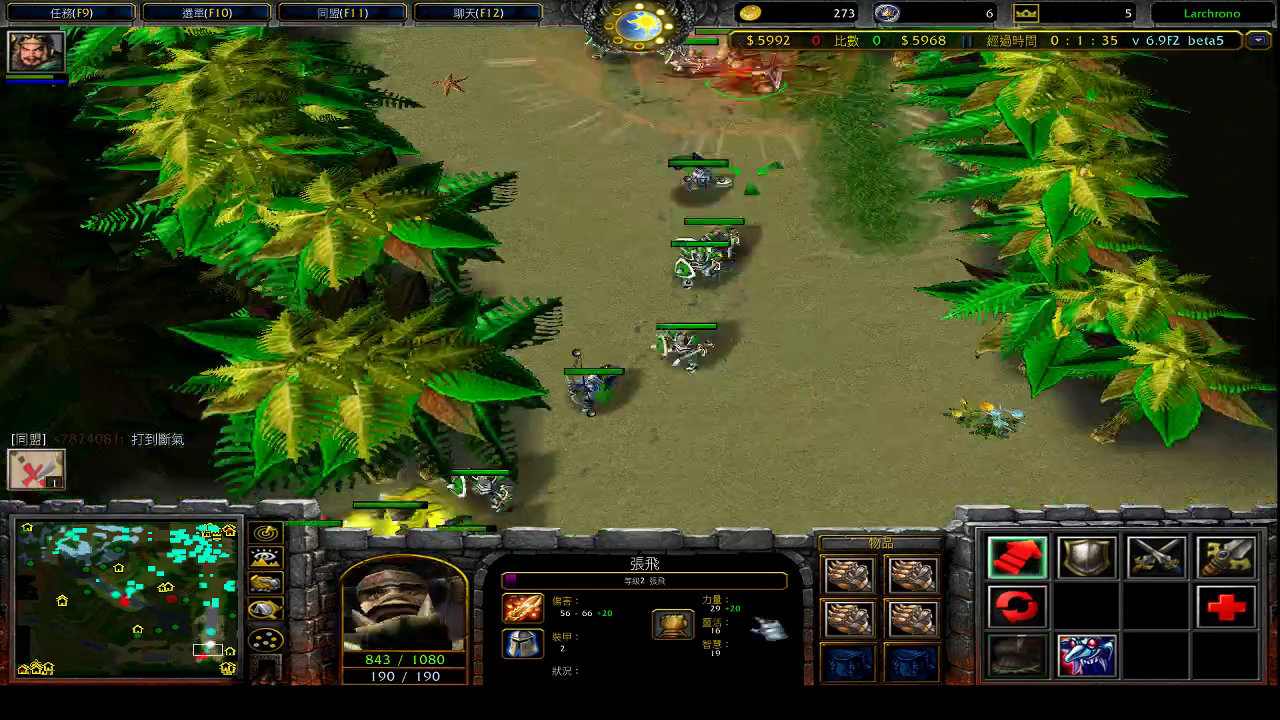 任務(F9)
選單(F10)
同盟(F11)
聊天(F12)
273
6
5
Larchrono
$5992 0 比數 0 $5968 || 經過時間 0:1:35 v 6.9F2 beta5
[同盟] s787408l: 打到斷氣
1
張飛
等級2 張飛
傷害:
56 - 66 +20
裝甲:
2
狀況:
力量:
29 +20
靈活:
16
智慧:
19
物品
843 / 1080
190 / 190